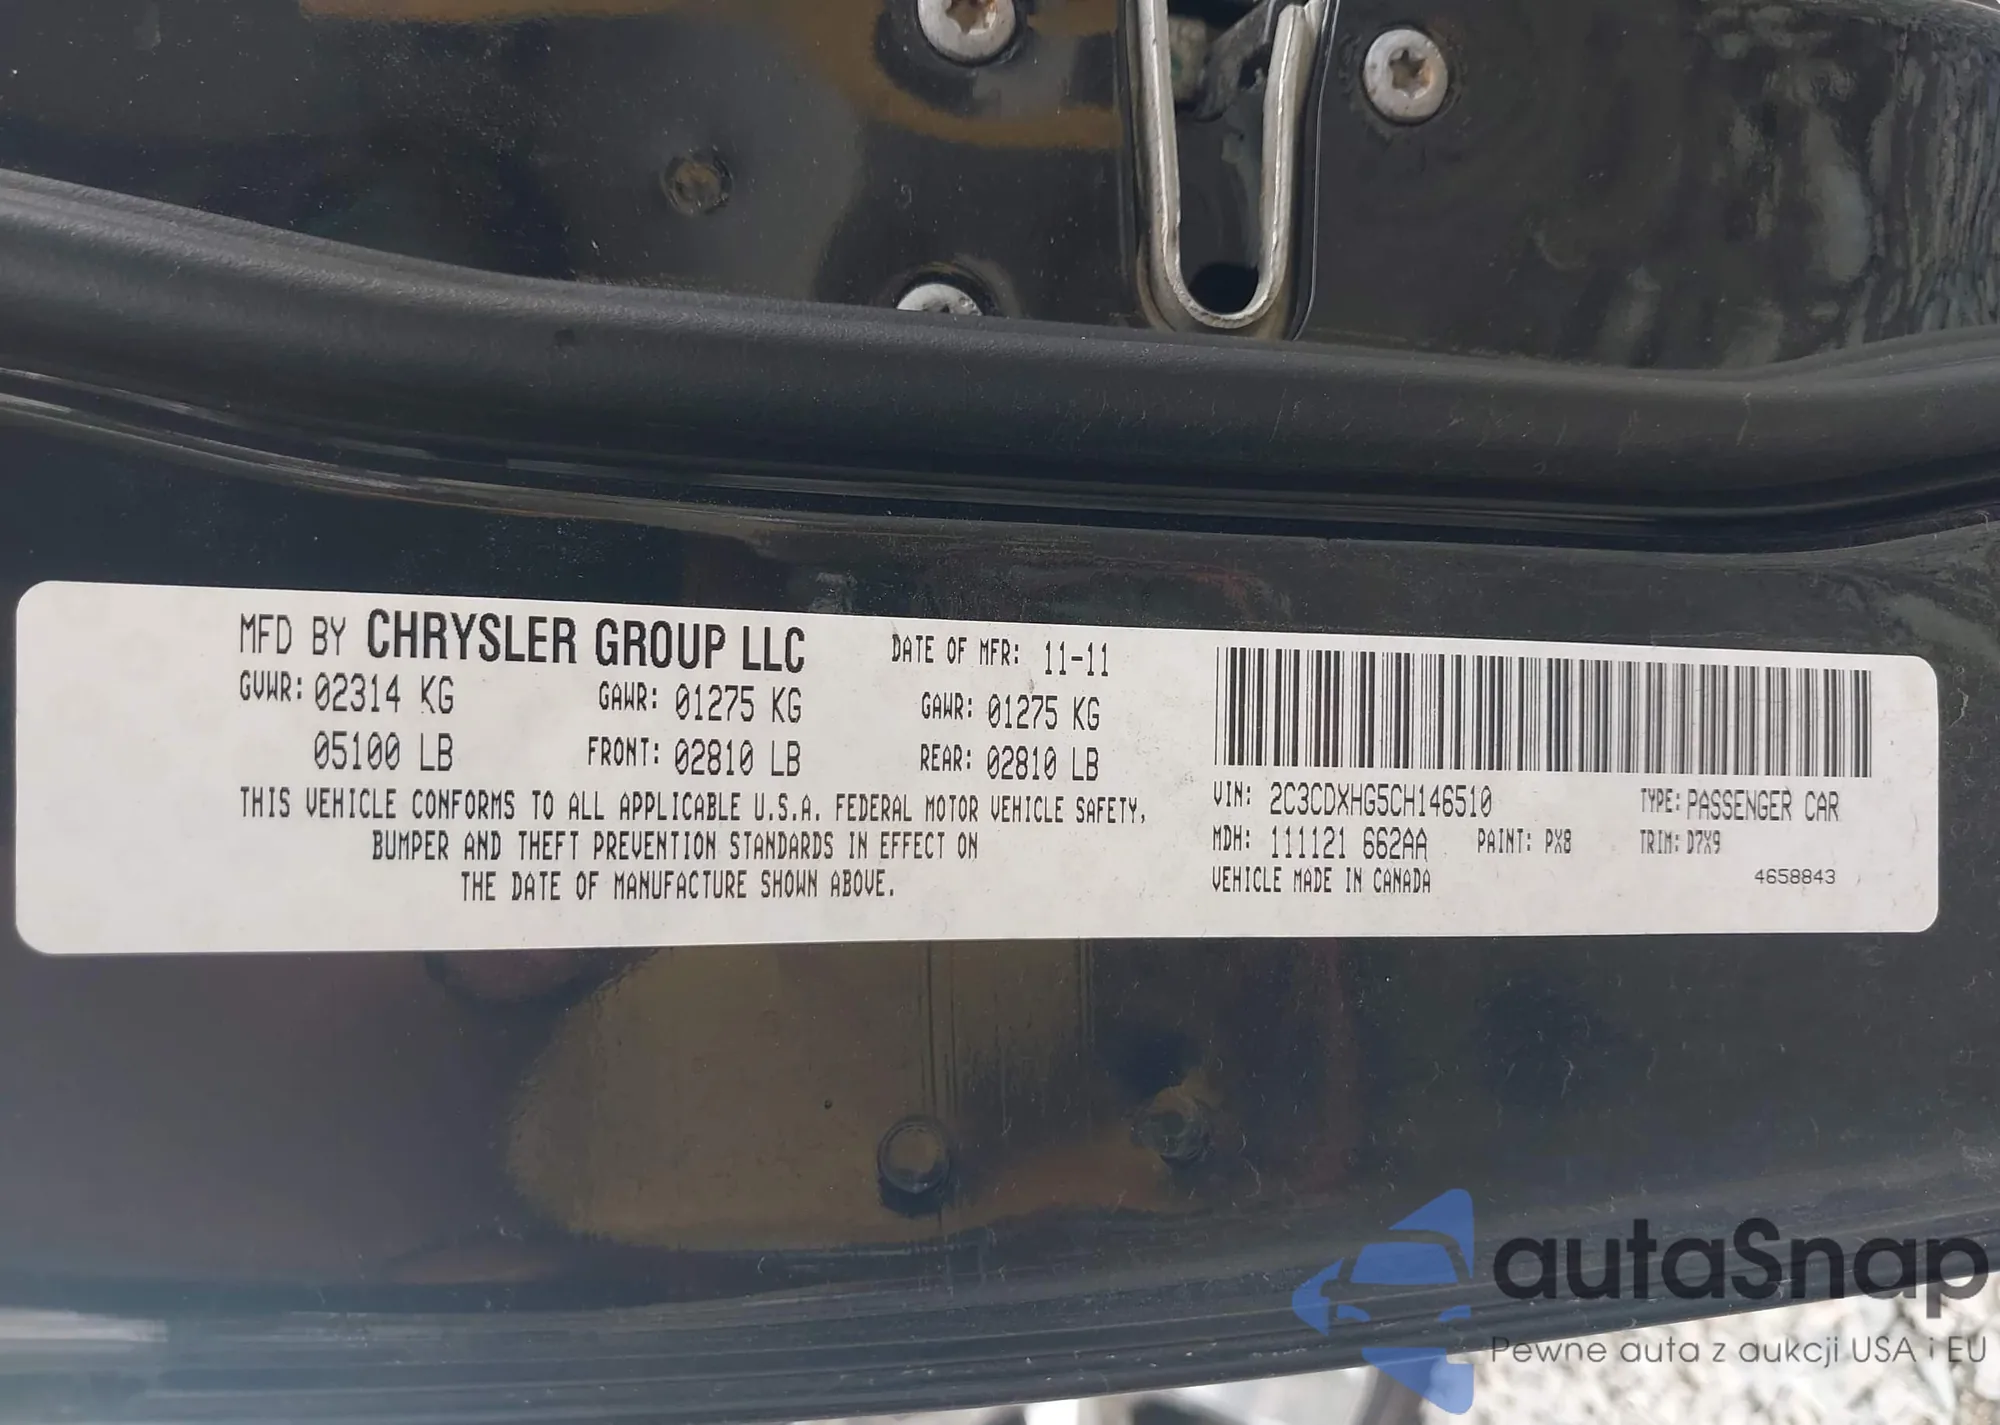 MFD BY CHRYSLER GROUP LLC DATE OF MFR: 11-11
GVWR: 02314 KG GAWR: 01275 KG GAWR: 01275 KG
05100 LB FRONT: 02810 LB REAR: 02810 LB
THIS VEHICLE CONFORMS TO ALL APPLICABLE U.S.A. FEDERAL MOTOR VEHICLE SAFETY,
BUMPER AND THEFT PREVENTION STANDARDS IN EFFECT ON
THE DATE OF MANUFACTURE SHOWN ABOVE.
VIN: 2C3CDXHG5CH146510 TYPE: PASSENGER CAR
MDH: 111121 662AA PAINT: PX8 TRIM: D7X9
VEHICLE MADE IN CANADA 4658843
autaSnap
Pewne auta z aukcji USA i EU